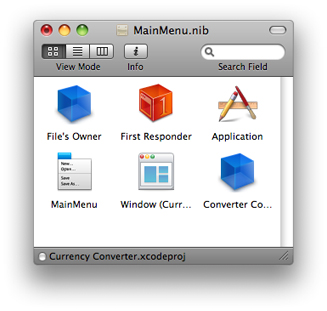 MainMenu.nib
View Mode
Info
Search Field
File's Owner
First Responder
Application
New...
Open...
Save
Save As...
MainMenu
Window (Curr...
Converter Co...
Currency Converter.xcodeproj